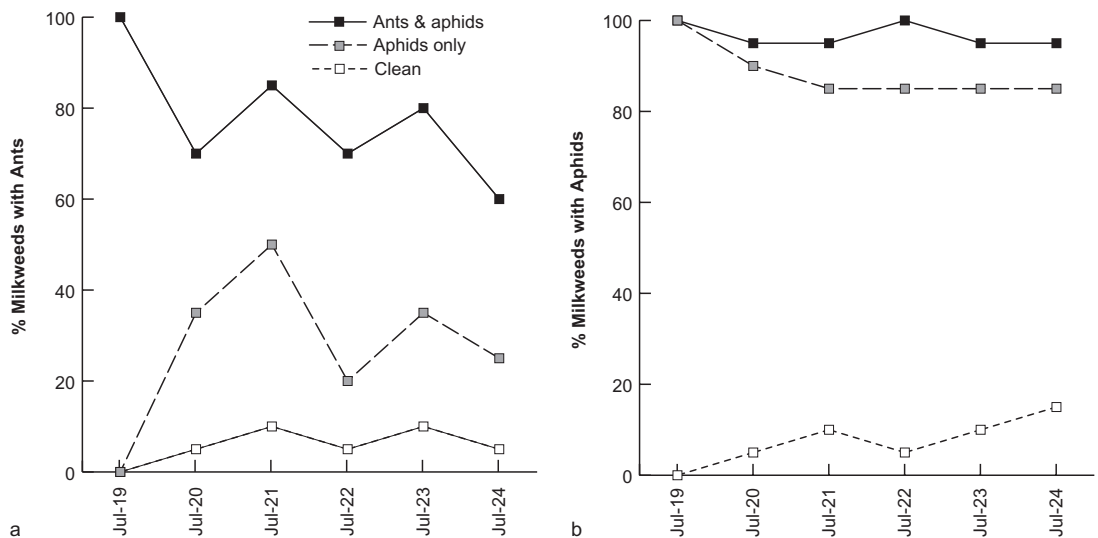 100
80
60
40
20
0
% Milkweeds with Ants
Ants & aphids
Aphids only
Clean
Jul-19
Jul-20
Jul-21
Jul-22
Jul-23
Jul-24
a
100
80
60
40
20
0
% Milkweeds with Aphids
Jul-19
Jul-20
Jul-21
Jul-22
Jul-23
Jul-24
b